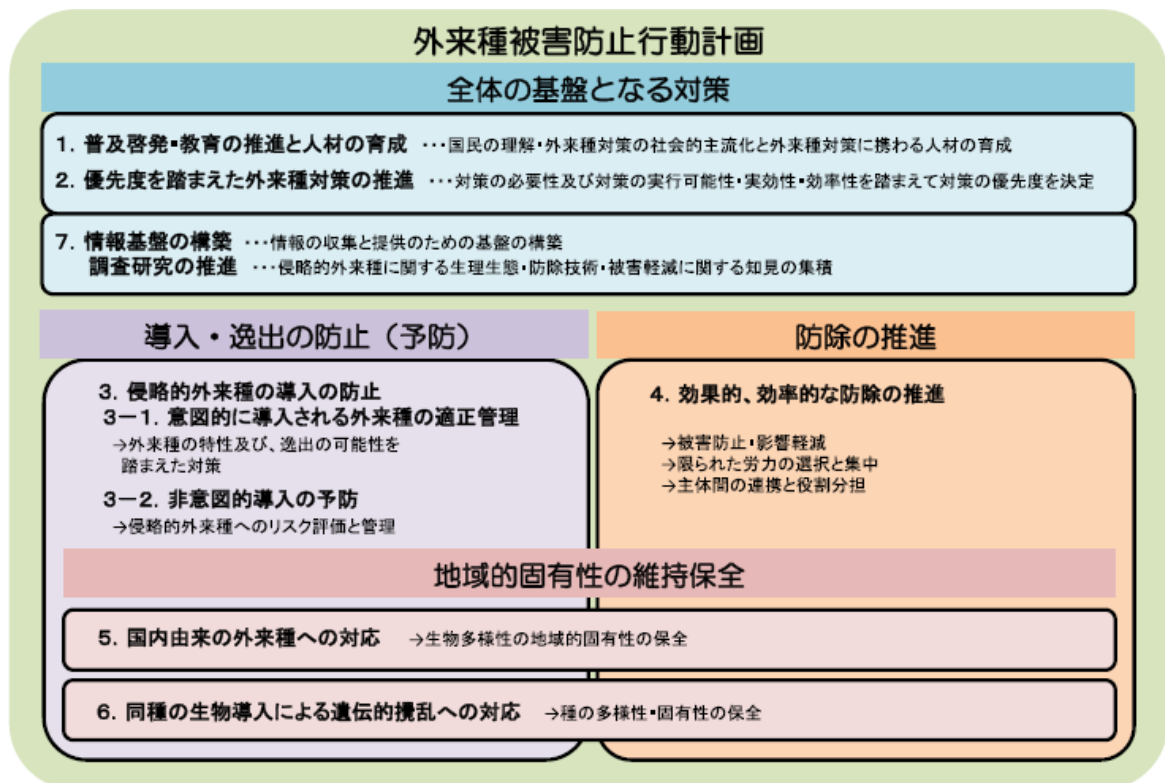 外来種被害防止行動計画
全体の基盤となる対策
1．普及啓発・教育の推進と人材の育成 …国民の理解・外来種対策の社会的主流化と外来種対策に携わる人材の育成
2．優先度を踏まえた外来種対策の推進 …対策の必要性及び対策の実行可能性・実効性・効率性を踏まえて対策の優先度を決定
7．情報基盤の構築 …情報の収集と提供のための基盤の構築
調査研究の推進 …侵略的外来種に関する生理生態・防除技術・被害軽減に関する知見の集積
導入・逸出の防止（予防）
3．侵略的外来種の導入の防止
3－1．意図的に導入される外来種の適正管理
→外来種の特性及び、逸出の可能性を
踏まえた対策
3－2．非意図的導入の予防
→侵略的外来種へのリスク評価と管理
防除の推進
4．効果的、効率的な防除の推進
→被害防止・影響軽減
→限られた労力の選択と集中
→主体間の連携と役割分担
地域的固有性の維持保全
5．国内由来の外来種への対応 →生物多様性の地域的固有性の保全
6．同種の生物導入による遺伝的攪乱への対応 →種の多様性・固有性の保全